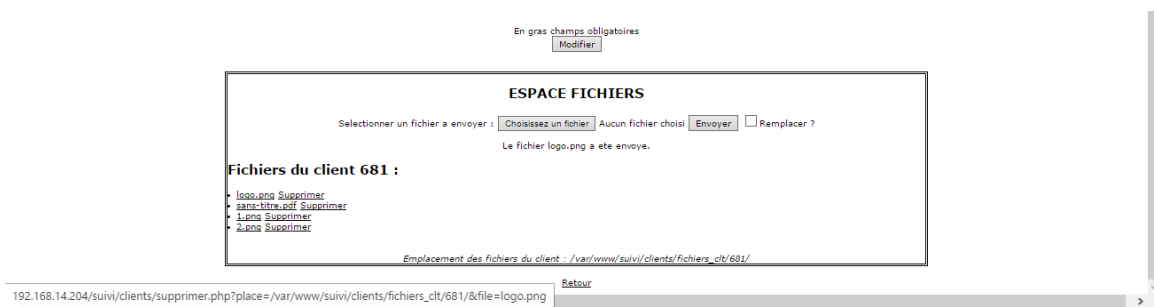 En gras champs obligatoires
Modifier
ESPACE FICHIERS
Selectionner un fichier a envoyer : Choisissez un fichier Aucun fichier choisi Envoyer Remplacer ?
Le fichier logo.png a ete envoye.
Fichiers du client 681 :
logo.png Supprimer
sans-titre.pdf Supprimer
1.png Supprimer
2.png Supprimer
Emplacement des fichiers du client : /var/www/suivi/clients/fichiers_clt/681/
Retour
192.168.14.204/suivi/clients/supprimer.php?place=/var/www/suivi/clients/fichiers_clt/681/&file=logo.png